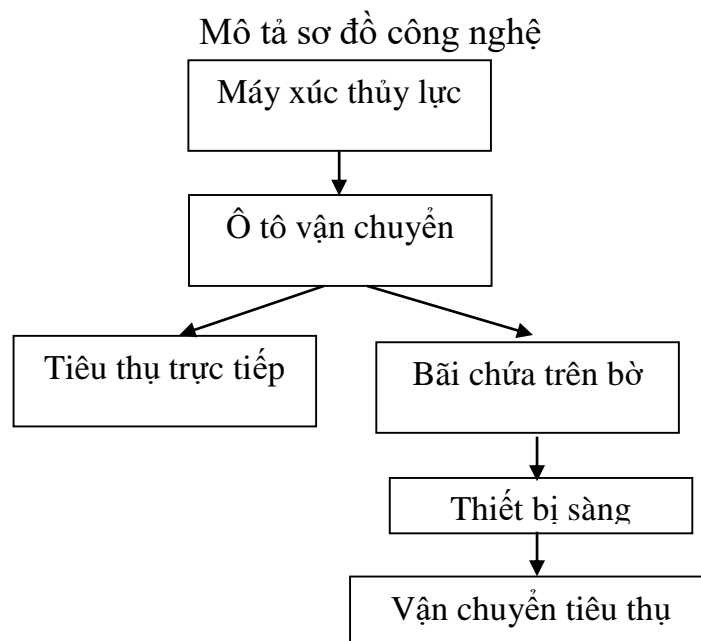 Mô tả sơ đồ công nghệ
Máy xúc thủy lực
Ô tô vận chuyển
Tiêu thụ trực tiếp
Bãi chứa trên bờ
Thiết bị sàng
Vận chuyển tiêu thụ